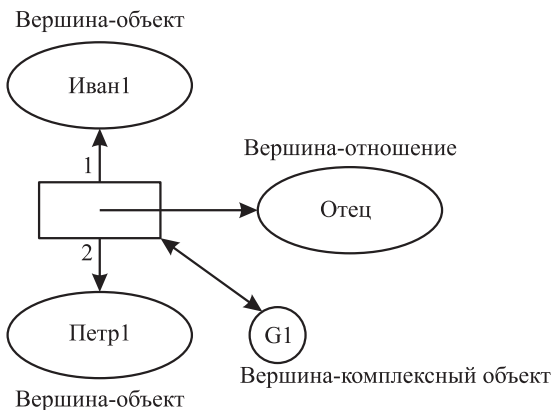 Вершина-объект
Иван1
1
Вершина-отношение
Отец
2
Петр1
G1
Вершина-комплексный объект
Вершина-объект